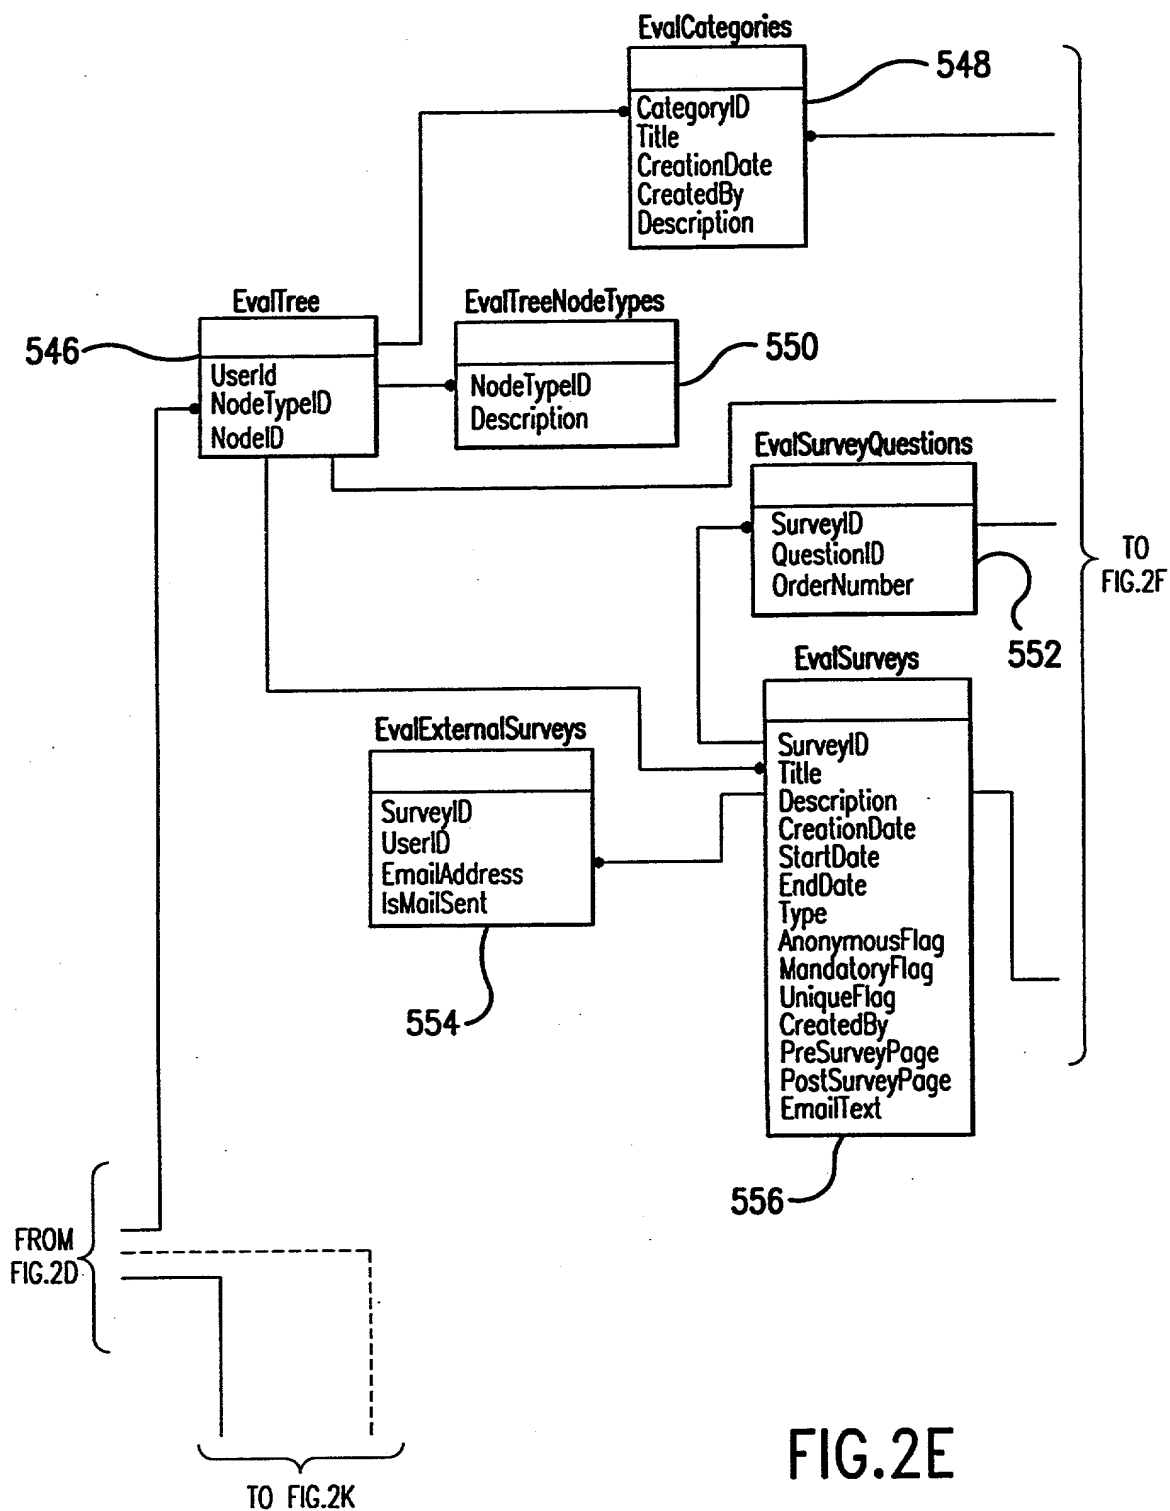 EvalCategories
548
CategoryID
Title
CreationDate
CreatedBy
Description
EvalTree
546
UserId
NodeTypeID
NodeID
EvalTreeNodeTypes
550
NodeTypeID
Description
EvalSurveyQuestions
SurveyID
QuestionID
OrderNumber
552
TO
FIG.2F
EvalSurveys
SurveyID
Title
Description
CreationDate
StartDate
EndDate
Type
AnonymousFlag
MandatoryFlag
UniqueFlag
CreatedBy
PreSurveyPage
PostSurveyPage
EmailText
556
EvalExternalSurveys
SurveyID
UserID
EmailAddress
IsMailSent
554
FROM
FIG.2D
TO FIG.2K
FIG.2E